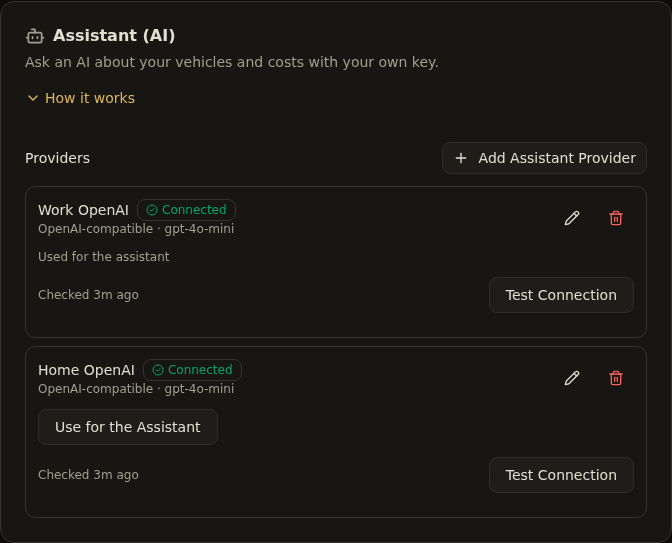 Assistant (AI)
Ask an AI about your vehicles and costs with your own key.
How it works
Providers
Add Assistant Provider
Work OpenAI
Connected
OpenAI-compatible · gpt-4o-mini
Used for the assistant
Checked 3m ago
Test Connection
Home OpenAI
Connected
OpenAI-compatible · gpt-4o-mini
Use for the Assistant
Checked 3m ago
Test Connection